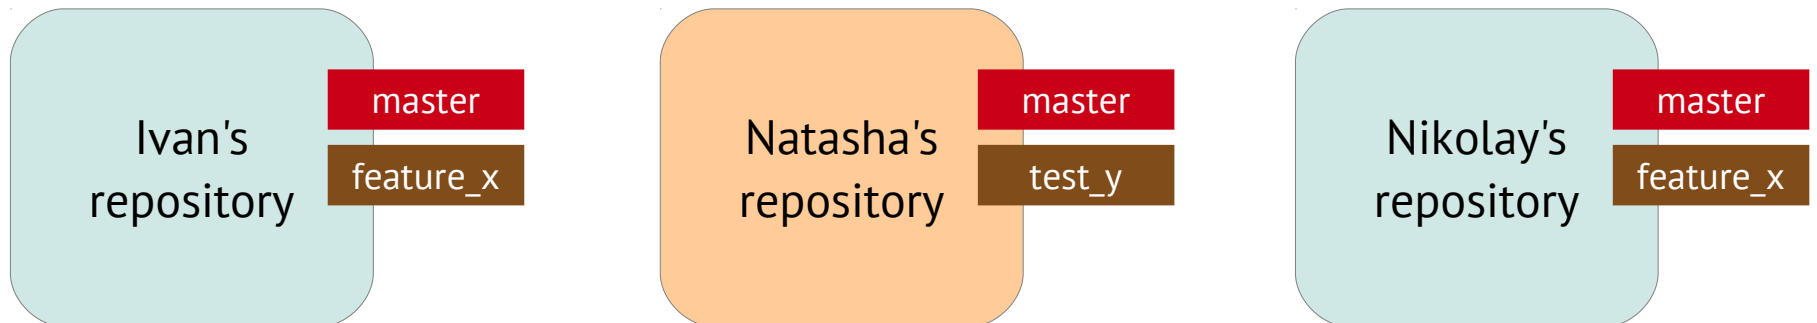 Ivan's
repository
master
feature_x
Natasha's
repository
master
test_y
Nikolay's
repository
master
feature_x